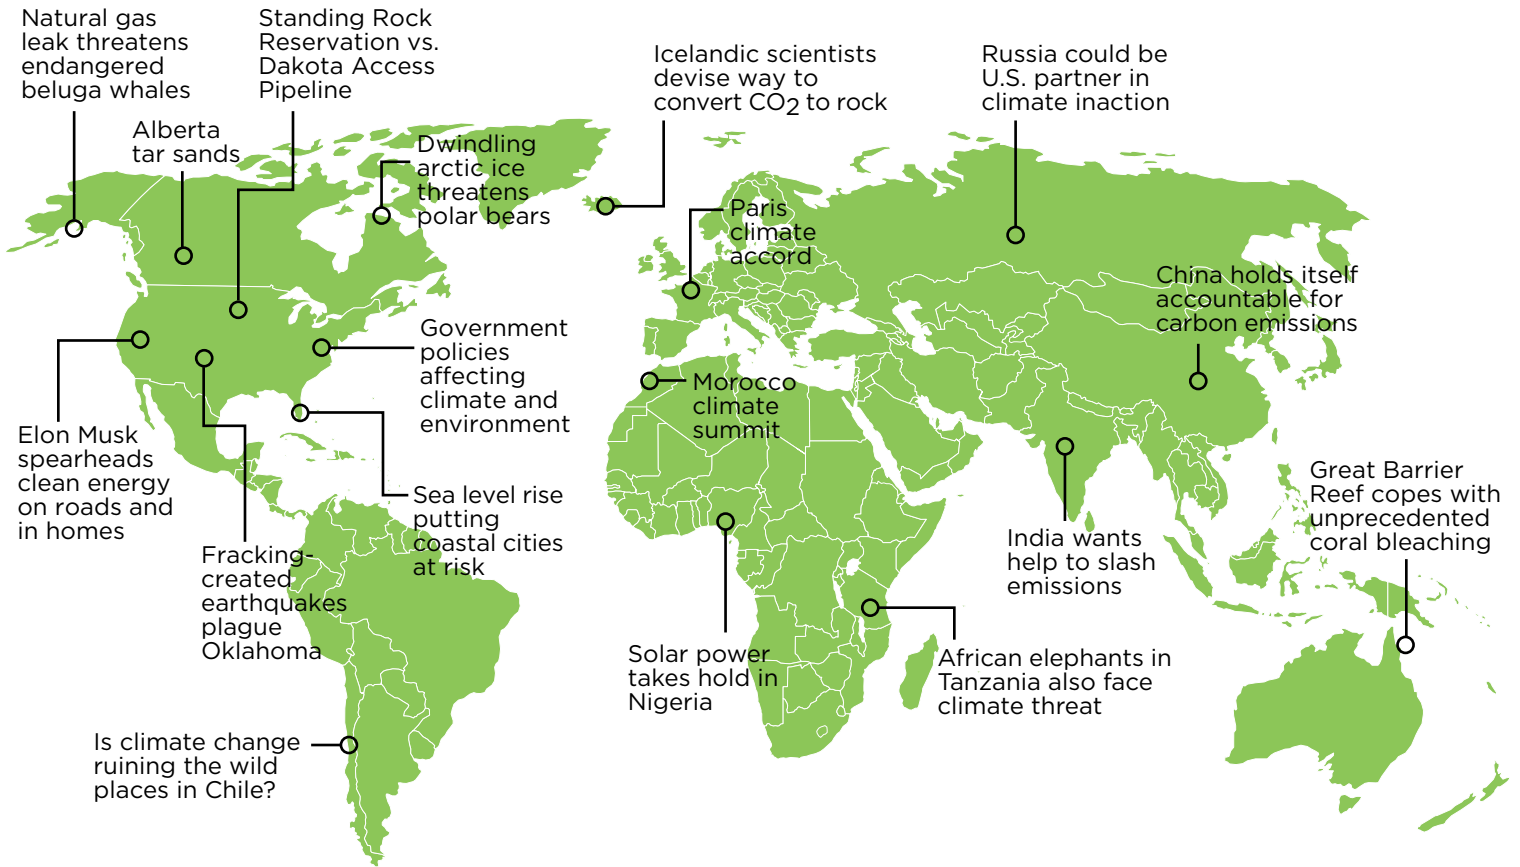 Natural gas
leak threatens
endangered
beluga whales
Standing Rock
Reservation vs.
Dakota Access
Pipeline
Alberta
tar sands
Dwindling
arctic ice
threatens
polar bears
Icelandic scientists
devise way to
convert CO2 to rock
Russia could be
U.S. partner in
climate inaction
Paris
climate
accord
China holds itself
accountable for
carbon emissions
Government
policies
affecting
climate and
environment
Morocco
climate
summit
Elon Musk
spearheads
clean energy
on roads and
in homes
Sea level rise
putting
coastal cities
at risk
Fracking-
created
earthquakes
plague
Oklahoma
India wants
help to slash
emissions
Great Barrier
Reef copes with
unprecedented
coral bleaching
Solar power
takes hold in
Nigeria
African elephants in
Tanzania also face
climate threat
Is climate change
ruining the wild
places in Chile?